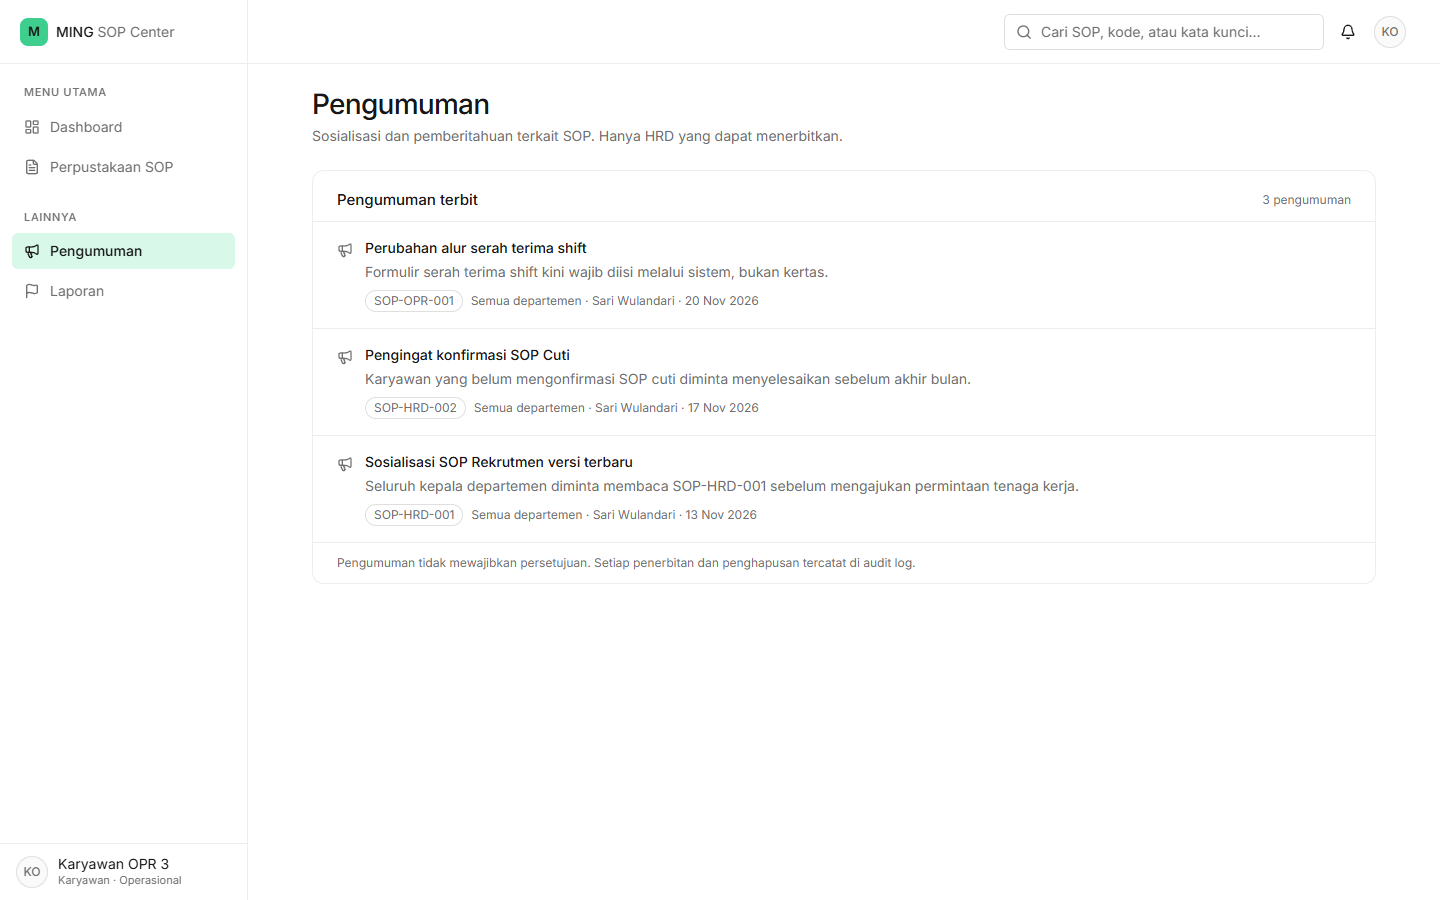 M MING SOP Center
Cari SOP, kode, atau kata kunci...
KO
MENU UTAMA
Dashboard
Perpustakaan SOP
LAINNYA
Pengumuman
Laporan
Pengumuman
Sosialisasi dan pemberitahuan terkait SOP. Hanya HRD yang dapat menerbitkan.
Pengumuman terbit
3 pengumuman
Perubahan alur serah terima shift
Formulir serah terima shift kini wajib diisi melalui sistem, bukan kertas.
SOP-OPR-001 Semua departemen · Sari Wulandari · 20 Nov 2026
Pengingat konfirmasi SOP Cuti
Karyawan yang belum mengonfirmasi SOP cuti diminta menyelesaikan sebelum akhir bulan.
SOP-HRD-002 Semua departemen · Sari Wulandari · 17 Nov 2026
Sosialisasi SOP Rekrutmen versi terbaru
Seluruh kepala departemen diminta membaca SOP-HRD-001 sebelum mengajukan permintaan tenaga kerja.
SOP-HRD-001 Semua departemen · Sari Wulandari · 13 Nov 2026
Pengumuman tidak mewajibkan persetujuan. Setiap penerbitan dan penghapusan tercatat di audit log.
KO
Karyawan OPR 3
Karyawan · Operasional